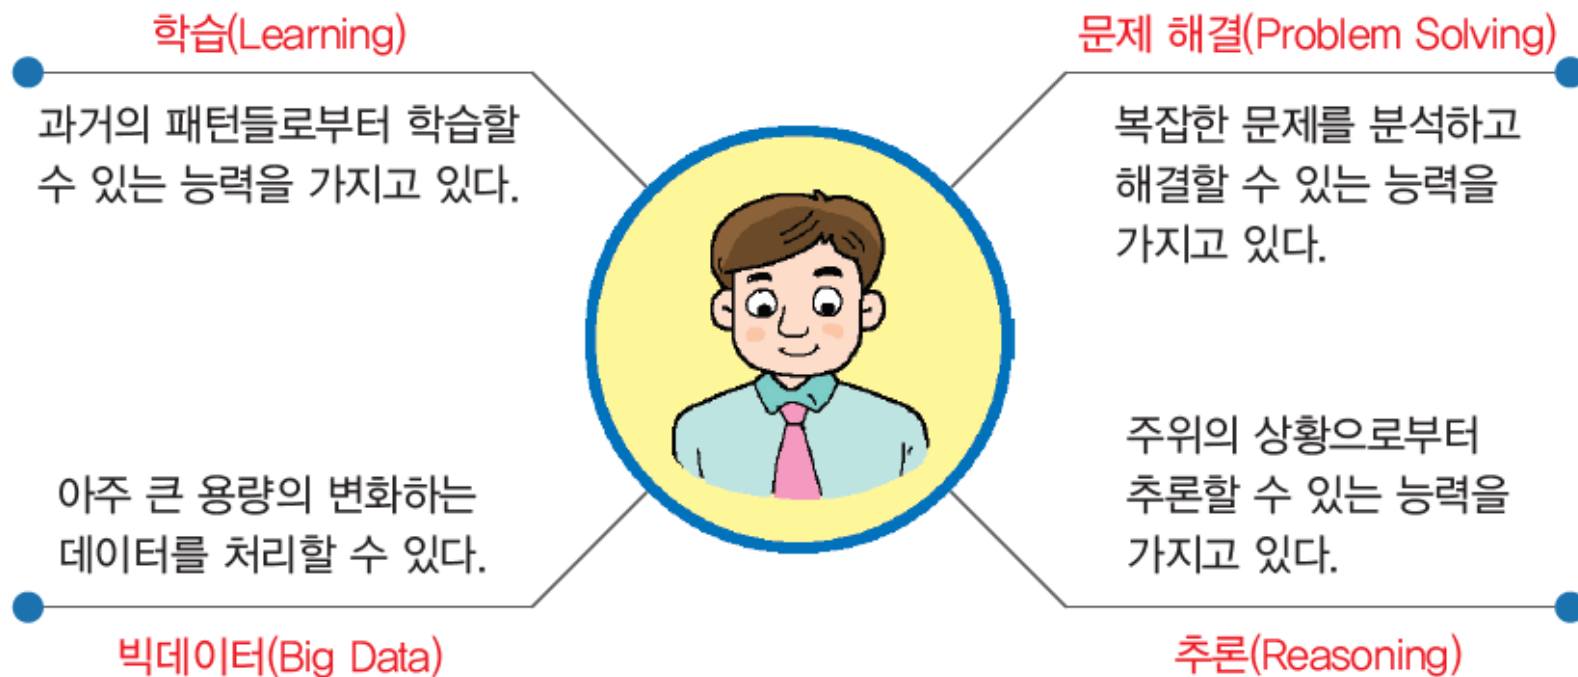 학습(Learning)
과거의 패턴들로부터 학습할
수 있는 능력을 가지고 있다.
문제 해결(Problem Solving)
복잡한 문제를 분석하고
해결할 수 있는 능력을
가지고 있다.
아주 큰 용량의 변화하는
데이터를 처리할 수 있다.
빅데이터(Big Data)
주위의 상황으로부터
추론할 수 있는 능력을
가지고 있다.
추론(Reasoning)